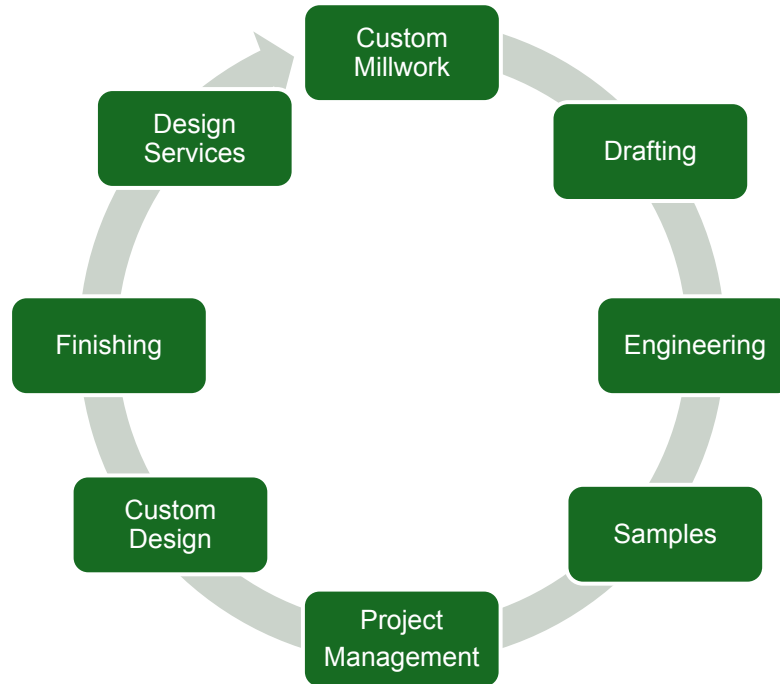 Custom
Millwork
Drafting
Engineering
Samples
Project
Management
Custom
Design
Finishing
Design
Services